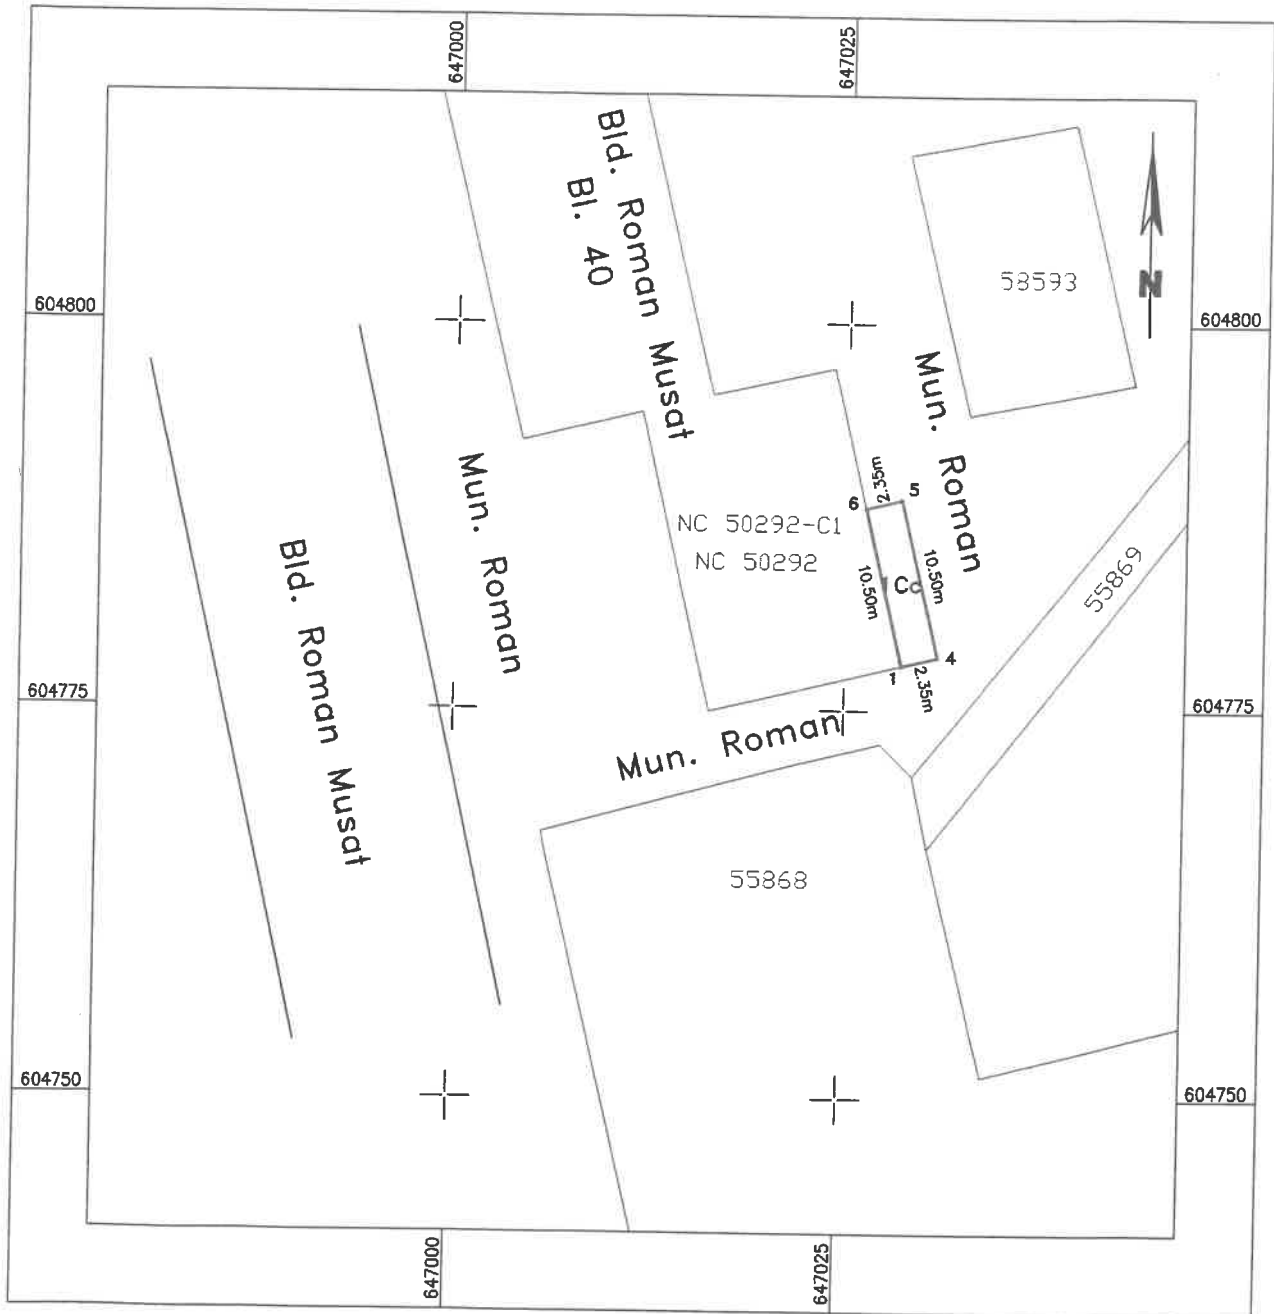 647000
647025
Bld. Roman Musat
Bl. 40
58593
N
604800
604800
Mun. Roman
Mun. Roman
2.35m
5
6
NC 50292-C1
NC 50292
10.50m
1Cc
10.50m
55869
Bld. Roman Musat
4
2.35m
604775
604775
Mun. Roman
55868
604750
604750
647000
647025